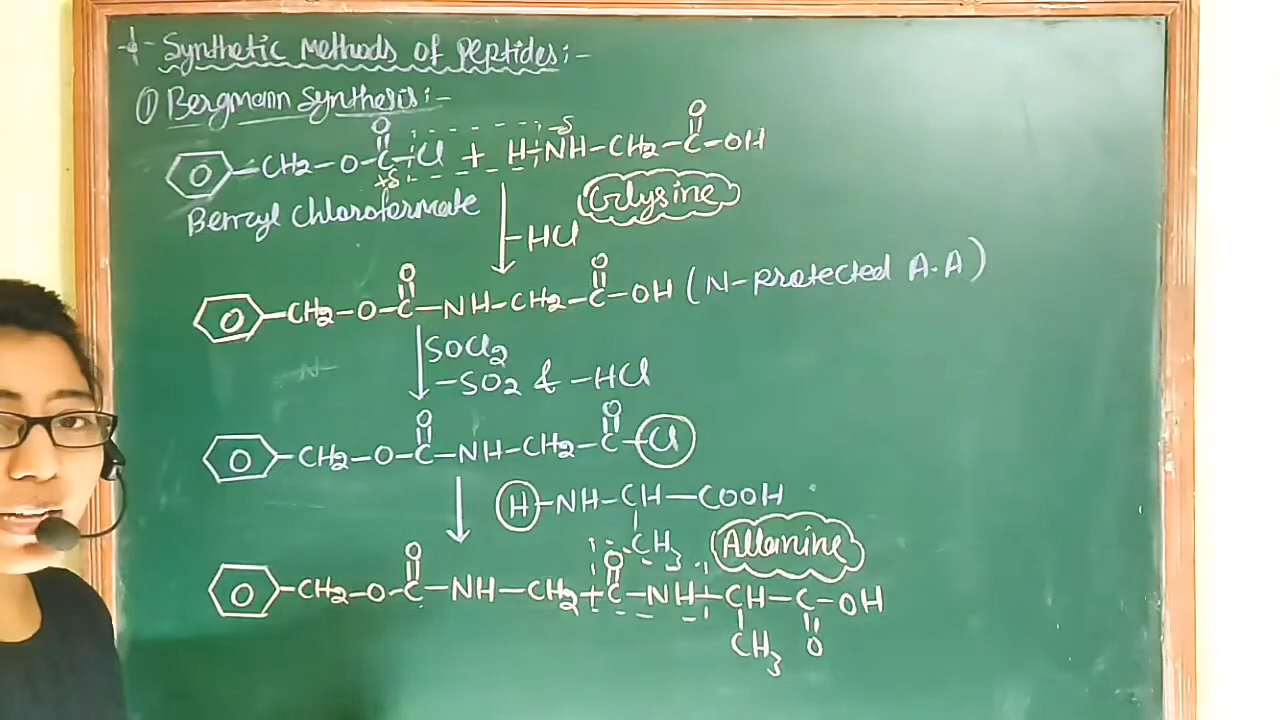 Synthetic Methods of Peptides:-
① Bergmann Synthesis:-
CH2-O-C(=O)-Cl + H-NH-CH2-C(=O)-OH
+δ -δ
Benzyl Chloroformate
Glysine
-HCl
CH2-O-C(=O)-NH-CH2-C(=O)-OH (N-protected A.A)
SOCl2
-SO2 & -HCl
CH2-O-C(=O)-NH-CH2-C(=O)-Cl
H-NH-CH-COOH
CH3
Allanine
CH2-O-C(=O)-NH-CH2-C(=O)-NH-CH-C-OH
CH3 O